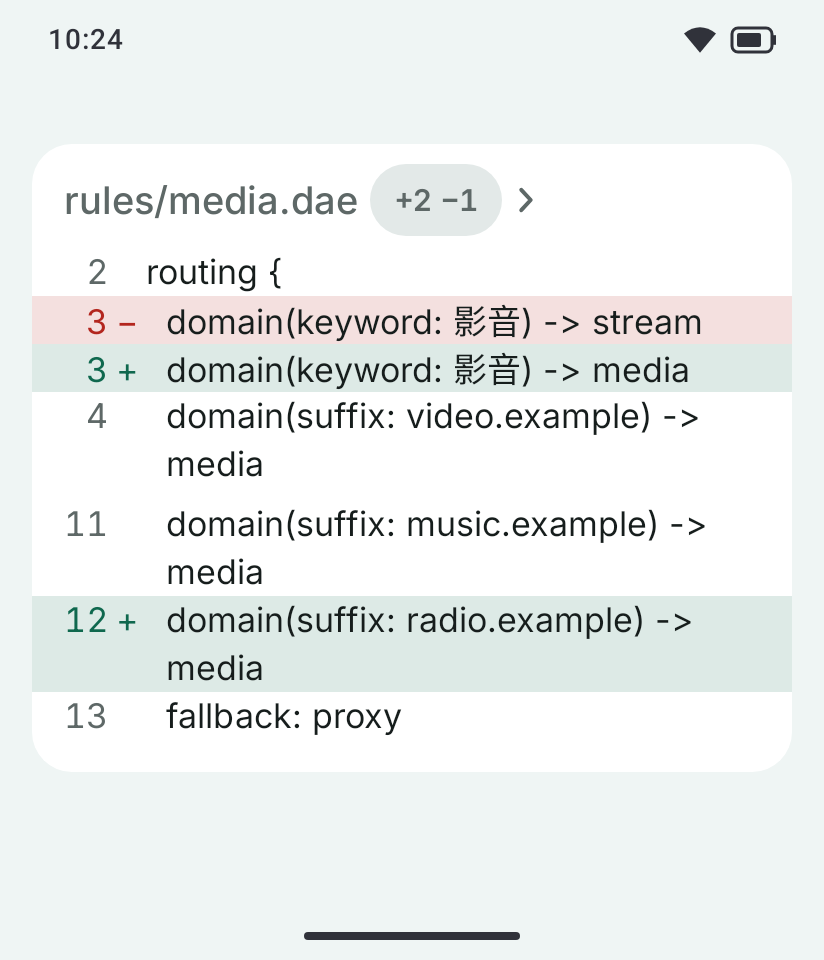 10:24
rules/media.dae +2 −1
2 routing {
3 − domain(keyword: 影音) -> stream
3 + domain(keyword: 影音) -> media
4 domain(suffix: video.example) ->
media
11 domain(suffix: music.example) ->
media
12 + domain(suffix: radio.example) ->
media
13 fallback: proxy